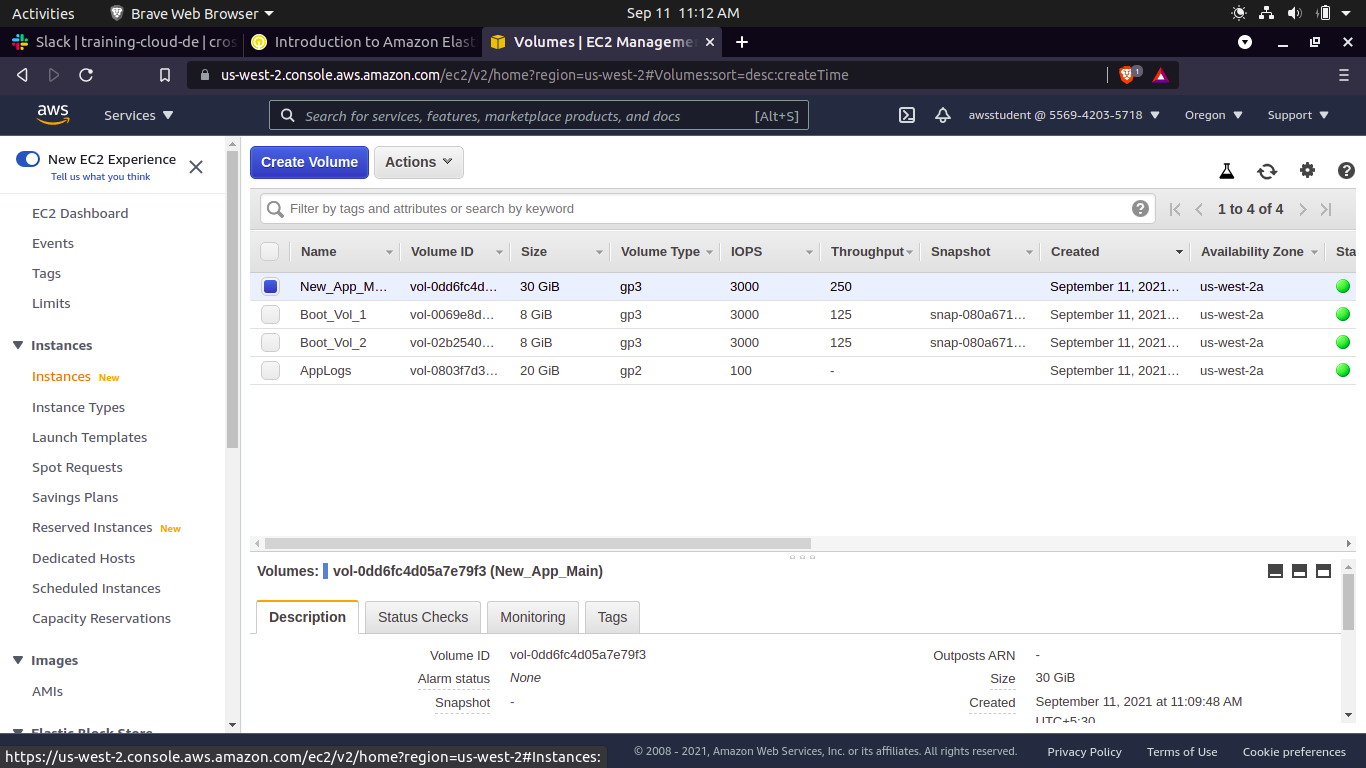 Activities Brave Web Browser Sep 11 11:12 AM
Slack | training-cloud-de | cros Introduction to Amazon Elast Volumes | EC2 Manageme
us-west-2.console.aws.amazon.com/ec2/v2/home?region=us-west-2#Volumes:sort=desc:createTime 1
aws Services Search for services, features, marketplace products, and docs [Alt+S] awsstudent @ 5569-4203-5718 Oregon Support
New EC2 Experience
Tell us what you think
EC2 Dashboard
Events
Tags
Limits
Instances
Instances New
Instance Types
Launch Templates
Spot Requests
Savings Plans
Reserved Instances New
Dedicated Hosts
Scheduled Instances
Capacity Reservations
Images
AMIs
Elastic Block Store
Create Volume Actions
Filter by tags and attributes or search by keyword 1 to 4 of 4
Name Volume ID Size Volume Type IOPS Throughput Snapshot Created Availability Zone Sta
New_App_M... vol-0dd6fc4d... 30 GiB gp3 3000 250 September 11, 2021... us-west-2a
Boot_Vol_1 vol-0069e8d... 8 GiB gp3 3000 125 snap-080a671... September 11, 2021... us-west-2a
Boot_Vol_2 vol-02b2540... 8 GiB gp3 3000 125 snap-080a671... September 11, 2021... us-west-2a
AppLogs vol-0803f7d3... 20 GiB gp2 100 - September 11, 2021... us-west-2a
Volumes: vol-0dd6fc4d05a7e79f3 (New_App_Main)
Description Status Checks Monitoring Tags
Volume ID vol-0dd6fc4d05a7e79f3 Outposts ARN -
Alarm status None Size 30 GiB
Snapshot - Created September 11, 2021 at 11:09:48 AM
UTC+5:30
https://us-west-2.console.aws.amazon.com/ec2/v2/home?region=us-west-2#Instances: © 2008 - 2021, Amazon Web Services, Inc. or its affiliates. All rights reserved. Privacy Policy Terms of Use Cookie preferences